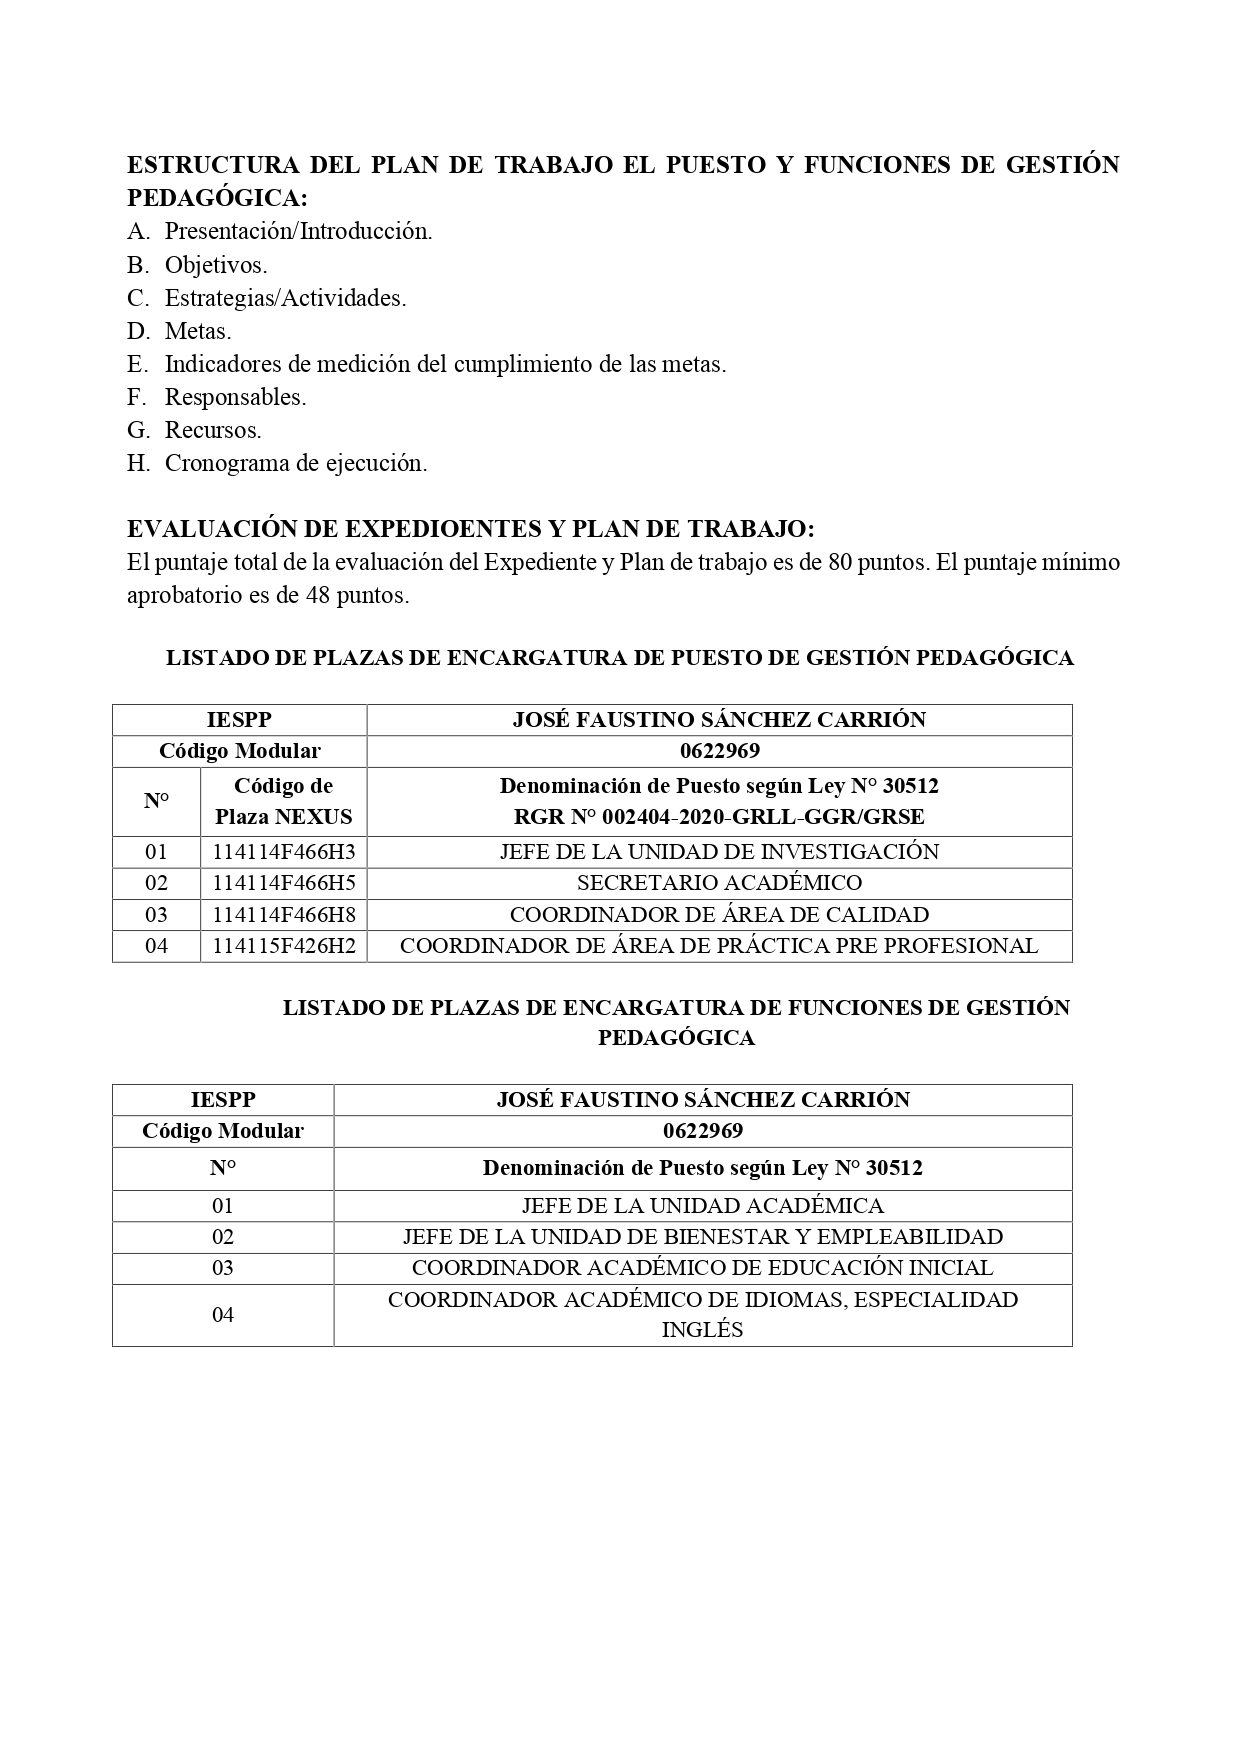 ESTRUCTURA DEL PLAN DE TRABAJO EL PUESTO Y FUNCIONES DE GESTIÓN
PEDAGÓGICA:
A. Presentación/Introducción.
B. Objetivos.
C. Estrategias/Actividades.
D. Metas.
E. Indicadores de medición del cumplimiento de las metas.
F. Responsables.
G. Recursos.
H. Cronograma de ejecución.
EVALUACIÓN DE EXPEDIOENTES Y PLAN DE TRABAJO:
El puntaje total de la evaluación del Expediente y Plan de trabajo es de 80 puntos. El puntaje mínimo
aprobatorio es de 48 puntos.
LISTADO DE PLAZAS DE ENCARGATURA DE PUESTO DE GESTIÓN PEDAGÓGICA
IESPP JOSÉ FAUSTINO SÁNCHEZ CARRIÓN
Código Modular 0622969
N° Código de Plaza NEXUS Denominación de Puesto según Ley N° 30512
RGR N° 002404-2020-GRLL-GGR/GRSE
01 114114F466H3 JEFE DE LA UNIDAD DE INVESTIGACIÓN
02 114114F466H5 SECRETARIO ACADÉMICO
03 114114F466H8 COORDINADOR DE ÁREA DE CALIDAD
04 114115F426H2 COORDINADOR DE ÁREA DE PRÁCTICA PRE PROFESIONAL
LISTADO DE PLAZAS DE ENCARGATURA DE FUNCIONES DE GESTIÓN
PEDAGÓGICA
IESPP JOSÉ FAUSTINO SÁNCHEZ CARRIÓN
Código Modular 0622969
N° Denominación de Puesto según Ley N° 30512
01 JEFE DE LA UNIDAD ACADÉMICA
02 JEFE DE LA UNIDAD DE BIENESTAR Y EMPLEABILIDAD
03 COORDINADOR ACADÉMICO DE EDUCACIÓN INICIAL
04 COORDINADOR ACADÉMICO DE IDIOMAS, ESPECIALIDAD
INGLÉS